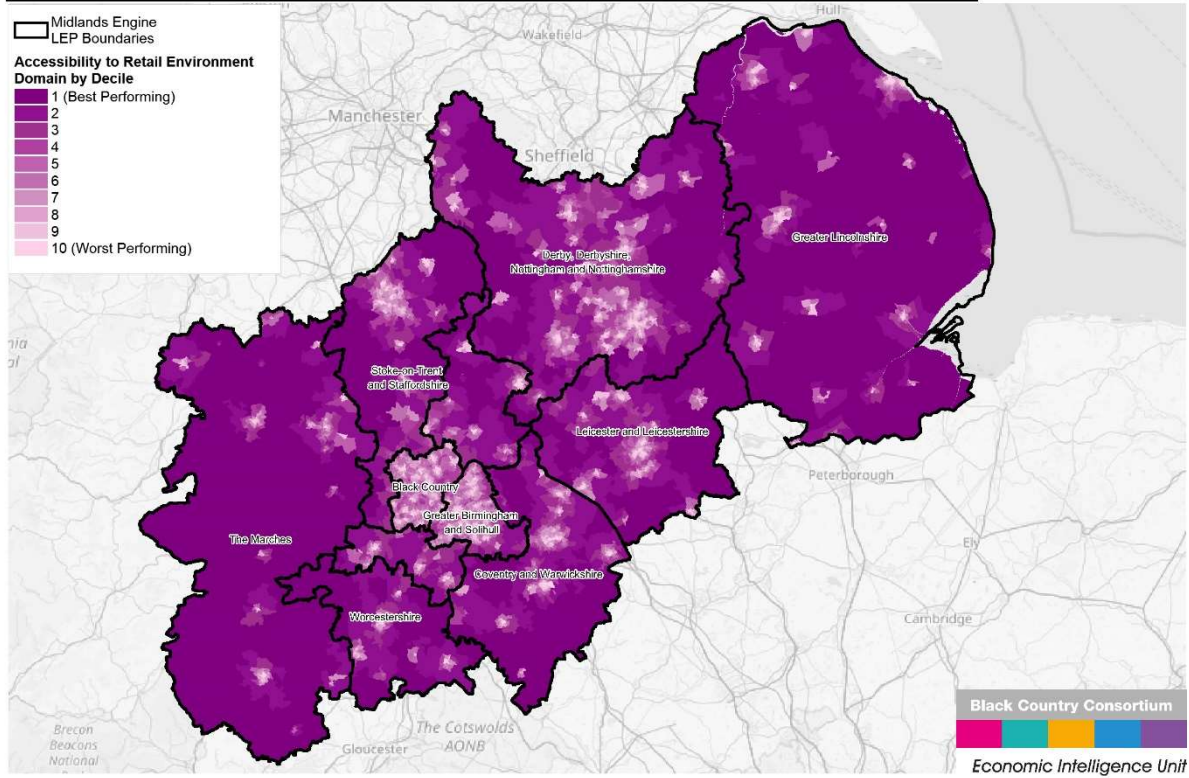 Midlands Engine
LEP Boundaries
Accessibility to Retail Environment
Domain by Decile
1 (Best Performing)
2
3
4
5
6
7
8
9
10 (Worst Performing)
Hull
Wakefield
Manchester
Sheffield
Greater Lincolnshire
Derby, Derbyshire,
Nottingham and Nottinghamshire
Stoke-on-Trent
and Staffordshire
Leicester and Leicestershire
Peterborough
Black Country
Greater Birmingham
and Solihull
The Marches
Ely
Coventry and Warwickshire
Worcestershire
Cambridge
The Cotswolds
AONB
Gloucester
Brecon
Beacons
National
Black Country Consortium
Economic Intelligence Unit